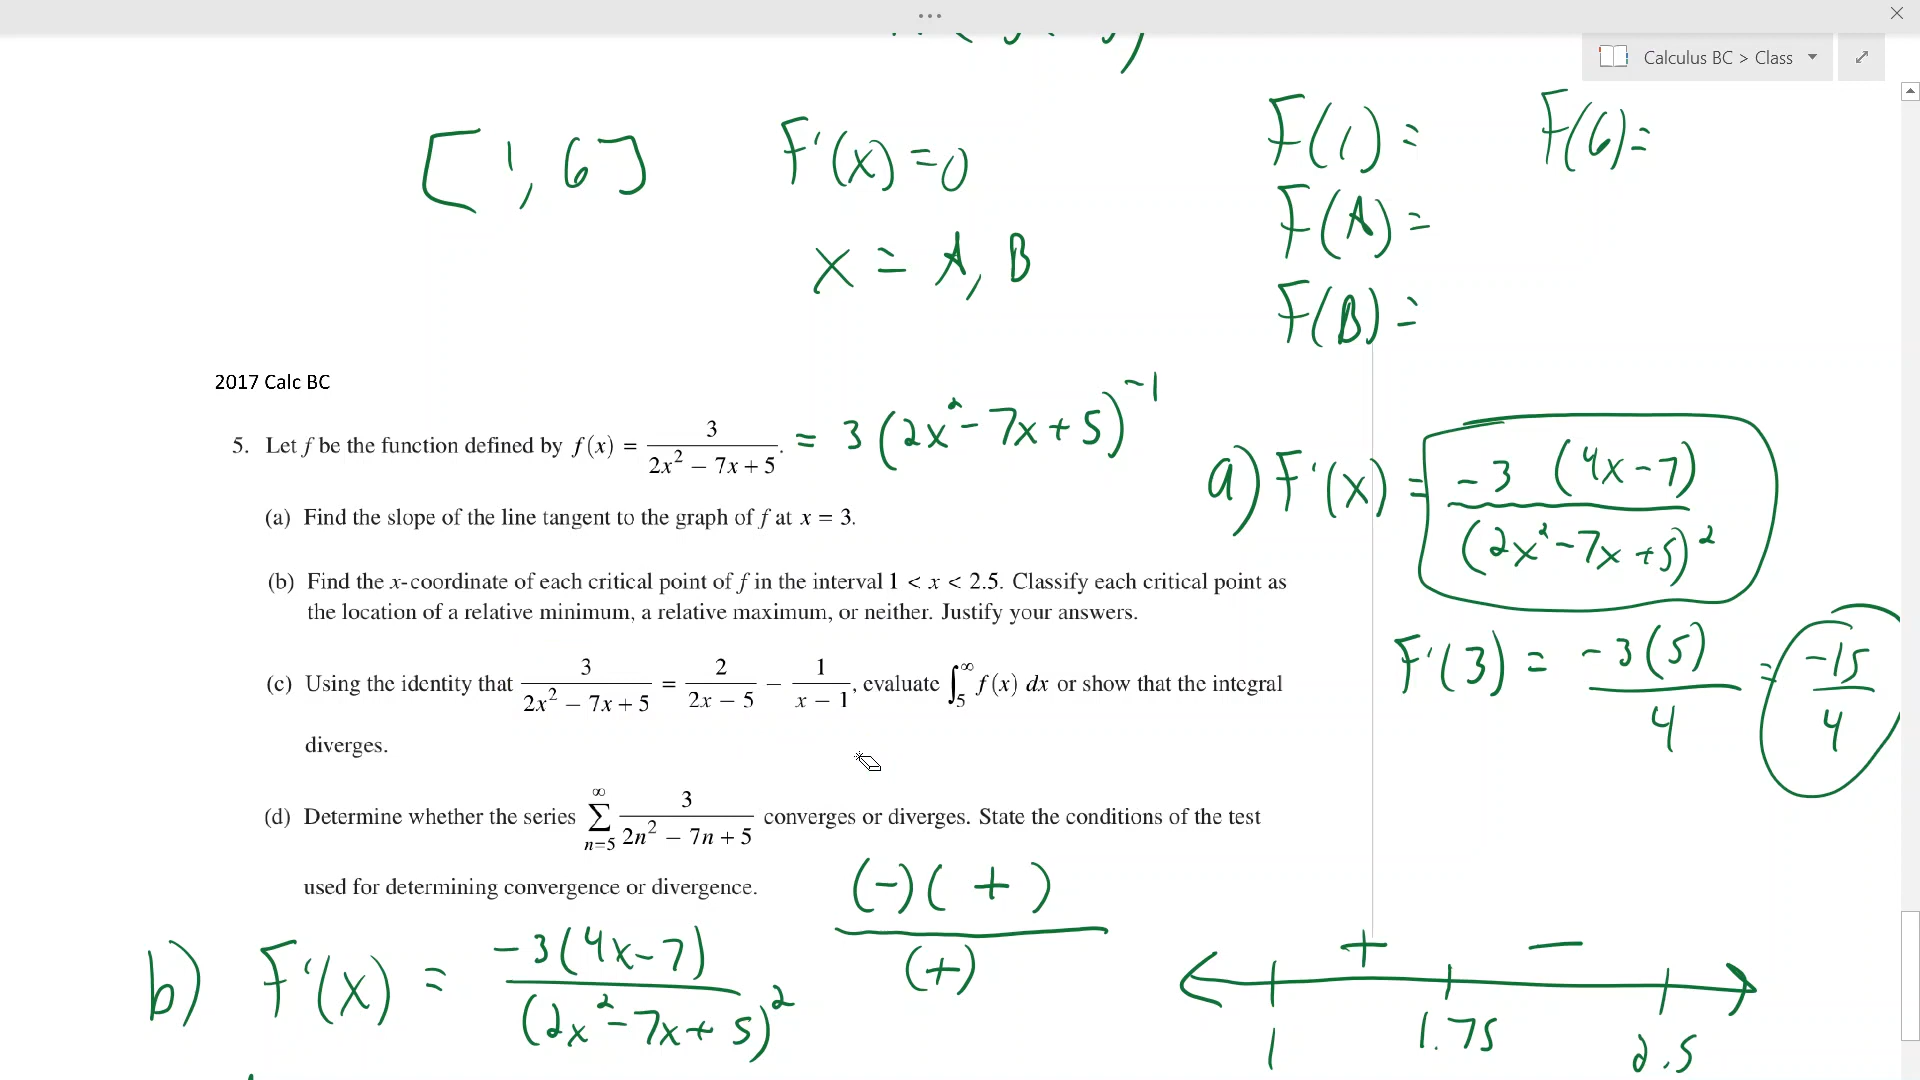 Calculus BC > Class
[1, 6]
F'(x) = 0
x = A, B
F(1) =
F(6) =
F(A) =
F(B) =
2017 Calc BC
5. Let f be the function defined by f(x) = 3/(2x² − 7x + 5). = 3(2x² − 7x + 5)⁻¹
(a) Find the slope of the line tangent to the graph of f at x = 3.
(b) Find the x-coordinate of each critical point of f in the interval 1 < x < 2.5. Classify each critical point as
the location of a relative minimum, a relative maximum, or neither. Justify your answers.
(c) Using the identity that 3/(2x² − 7x + 5) = 2/(2x − 5) − 1/(x − 1), evaluate ∫₅^∞ f(x) dx or show that the integral
diverges.
(d) Determine whether the series ∑_{n=5}^∞ 3/(2n² − 7n + 5) converges or diverges. State the conditions of the test
used for determining convergence or divergence.
a) F'(x) = -3 (4x-7)/(2x²-7x+5)²
F'(3) = -3(5)/4 = -15/4
b) F'(x) = -3(4x-7)/(2x²-7x+5)²
(-)( + )/(+)
+ −
1 1.75 2.5